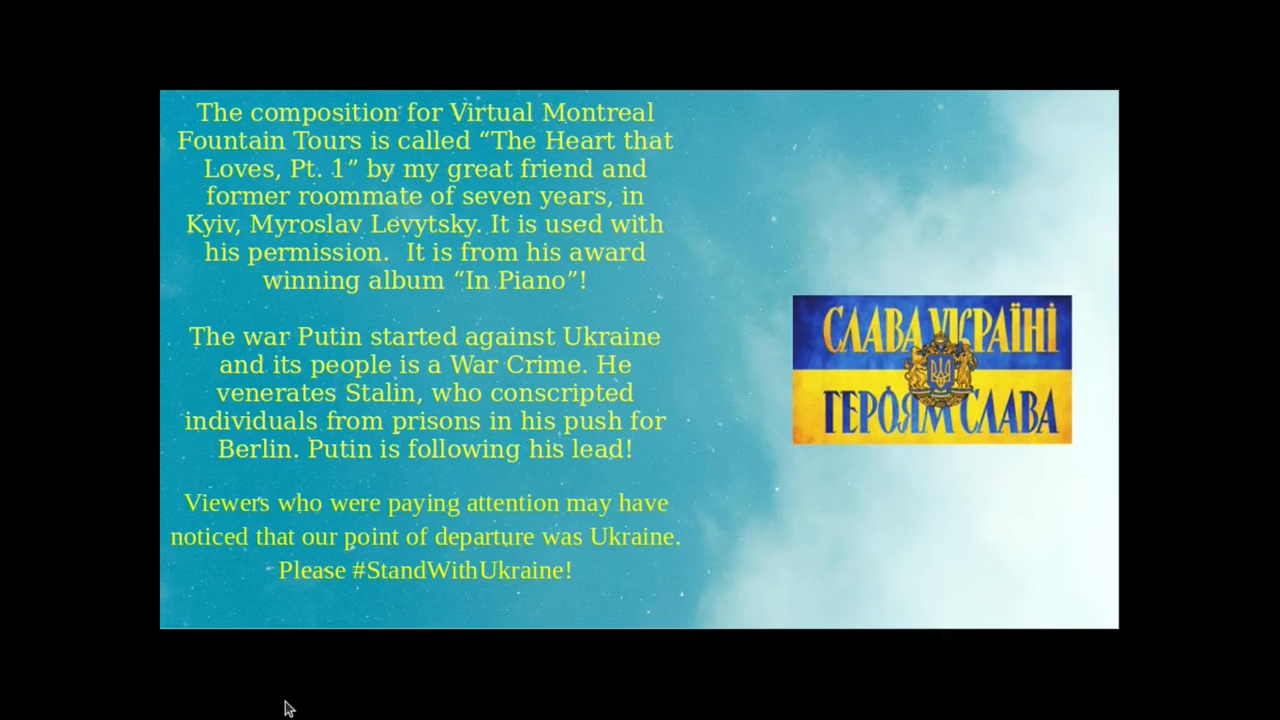 The composition for Virtual Montreal
Fountain Tours is called “The Heart that
Loves, Pt. 1” by my great friend and
former roommate of seven years, in
Kyiv, Myroslav Levytsky. It is used with
his permission.  It is from his award
winning album “In Piano”!
The war Putin started against Ukraine
and its people is a War Crime. He
venerates Stalin, who conscripted
individuals from prisons in his push for
Berlin. Putin is following his lead!
Viewers who were paying attention may have
noticed that our point of departure was Ukraine.
Please #StandWithUkraine!
СЛАВА УКРАЇНІ
ГЕРОЯМ СЛАВА